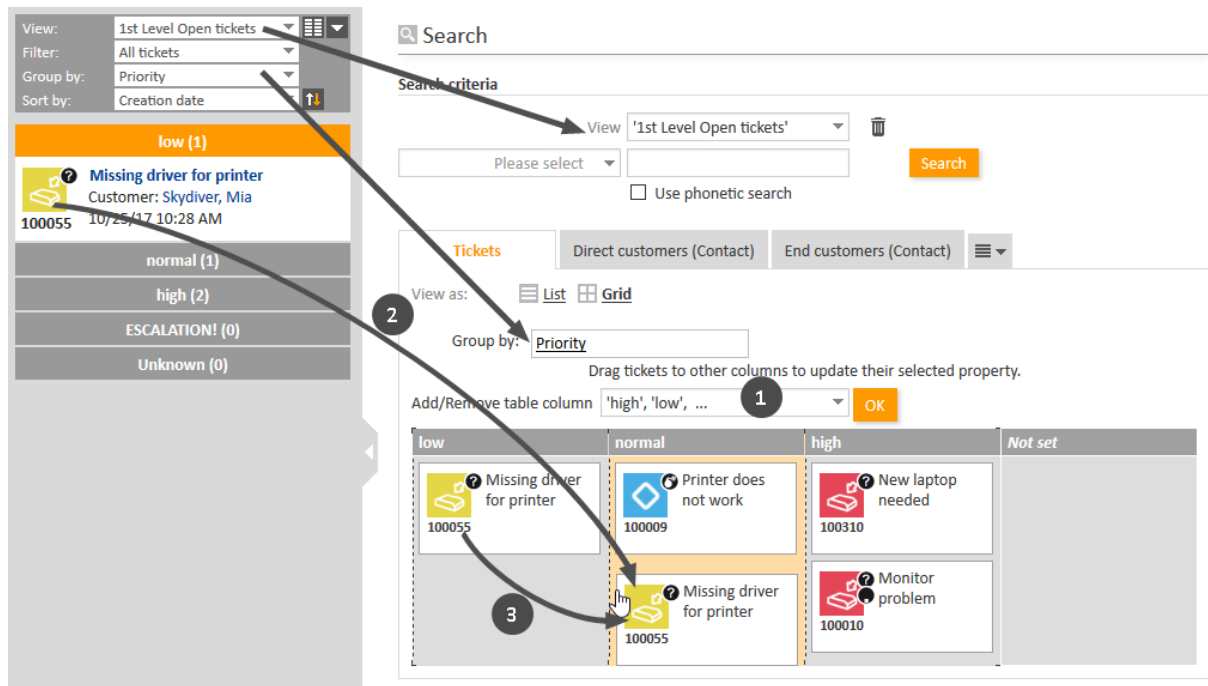 View: 1st Level Open tickets
Filter: All tickets
Group by: Priority
Sort by: Creation date
low (1)
Missing driver for printer
Customer: Skydiver, Mia
100055 10/25/17 10:28 AM
normal (1)
high (2)
ESCALATION! (0)
Unknown (0)
Search
Search criteria
View '1st Level Open tickets'
Please select Search
Use phonetic search
Tickets Direct customers (Contact) End customers (Contact)
View as: List Grid
2
Group by: Priority
Drag tickets to other columns to update their selected property.
Add/Remove table column 'high', 'low', ... 1 OK
low normal high Not set
Missing driver
for printer
100055
Printer does
not work
100009
New laptop
needed
100310
Missing driver
for printer
100055
Monitor
problem
100010
3